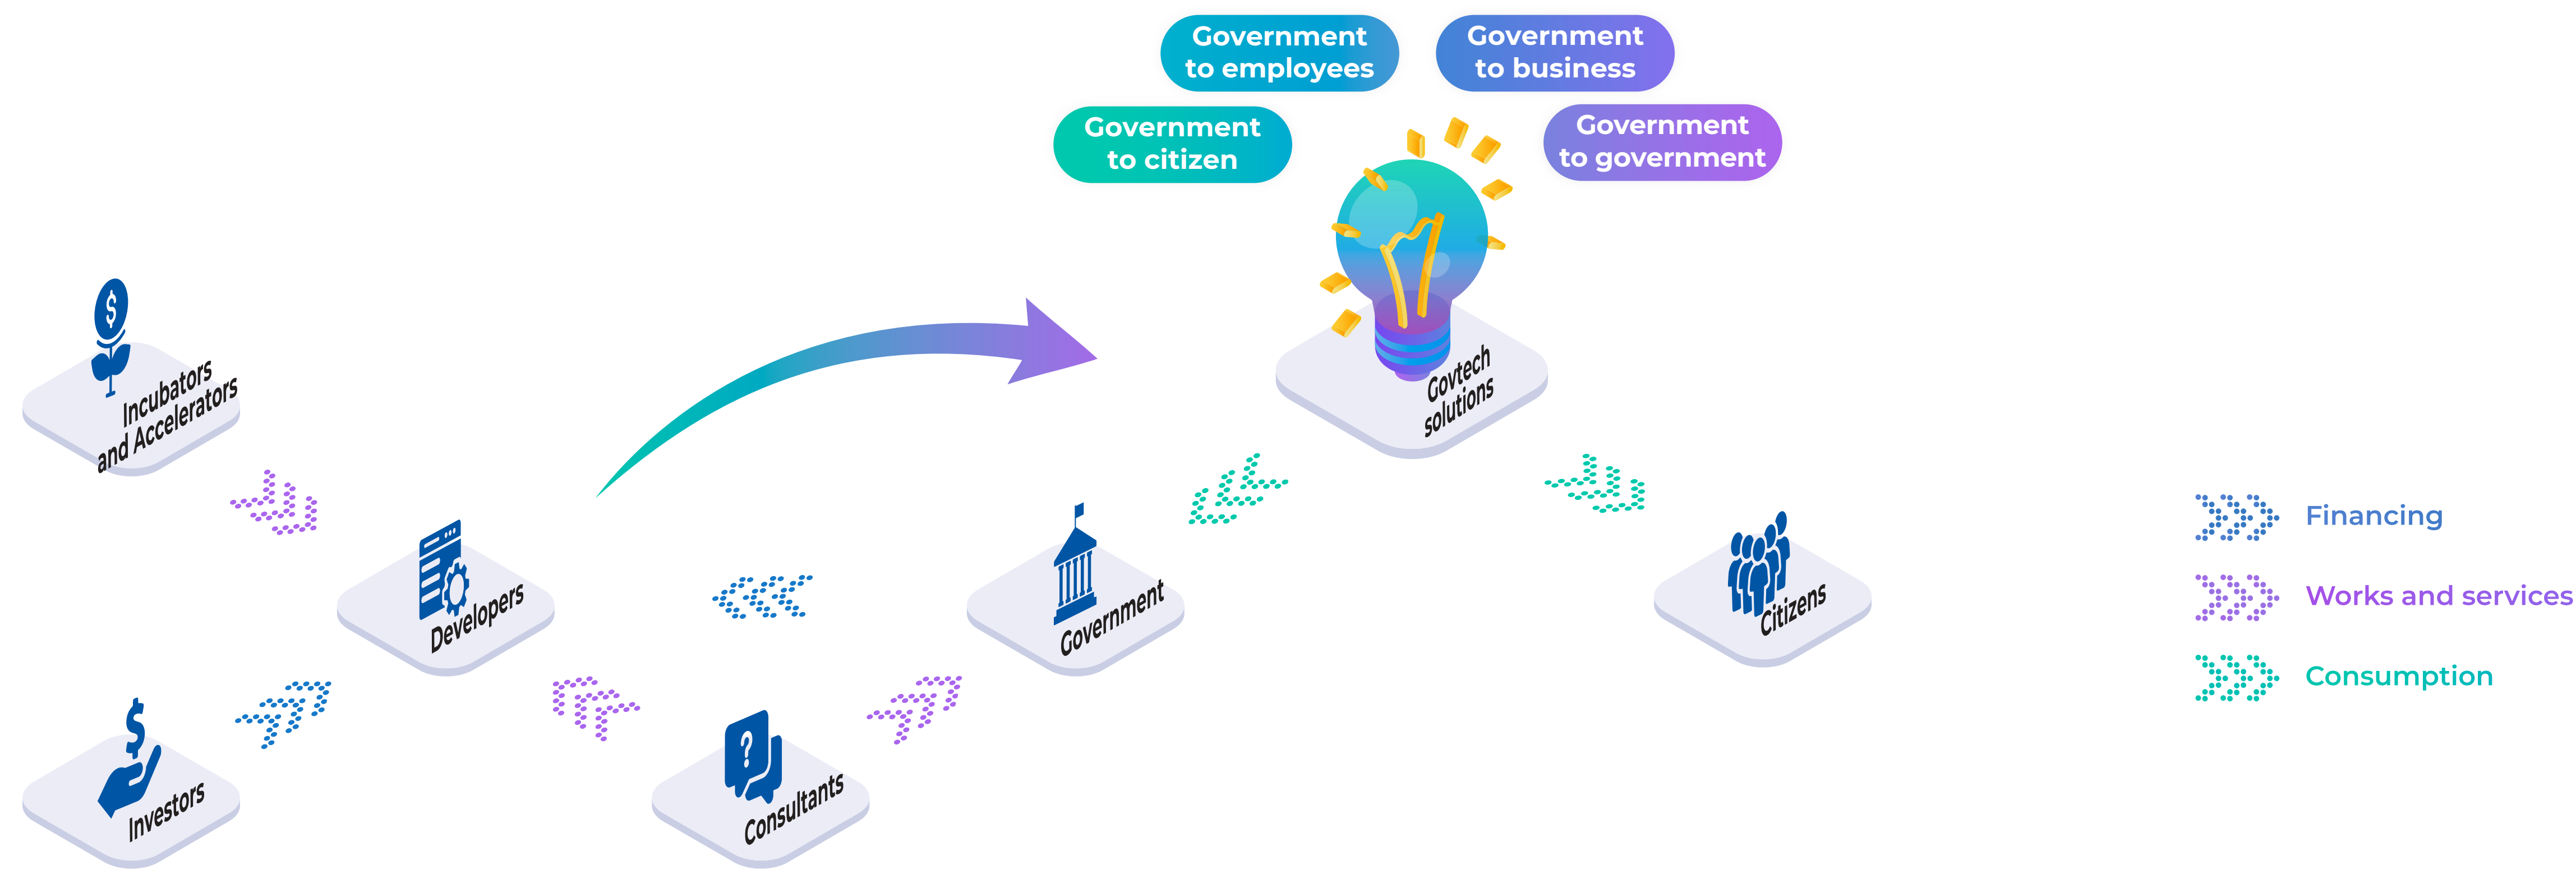 Government
to employees
Government
to business
Government
to citizen
Government
to government
Govtech
solutions
Incubators
and Accelerators
Developers
Government
Citizens
Investors
Consultants
Financing
Works and services
Consumption